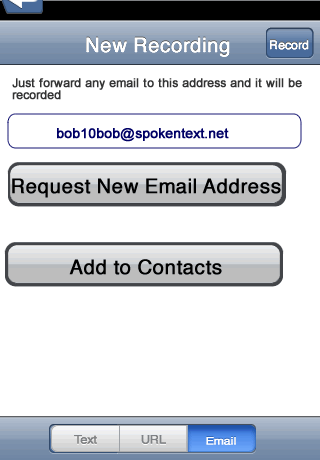 New Recording
Record
Just forward any email to this address and it will be
recorded
bob10bob@spokentext.net
Request New Email Address
Add to Contacts
Text
URL
Email